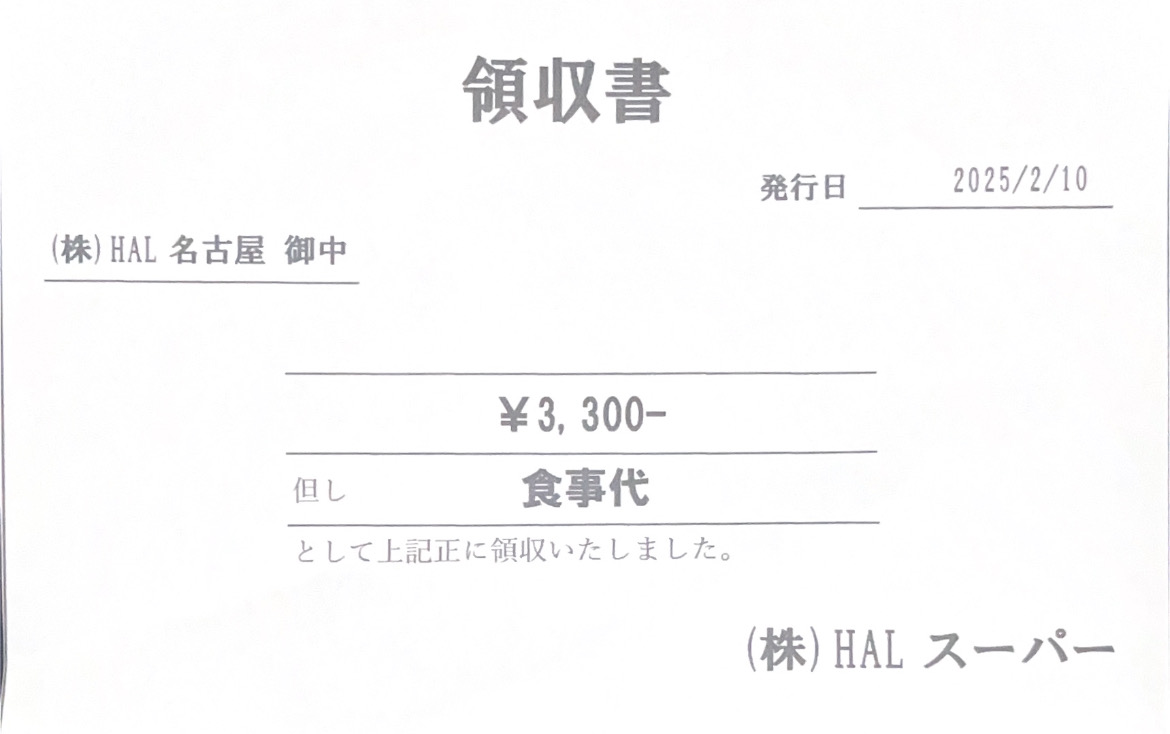 領収書
発行日 2025/2/10
(株)HAL 名古屋 御中
¥3,300-
但し 食事代
として上記正に領収いたしました。
(株)HAL スーパー